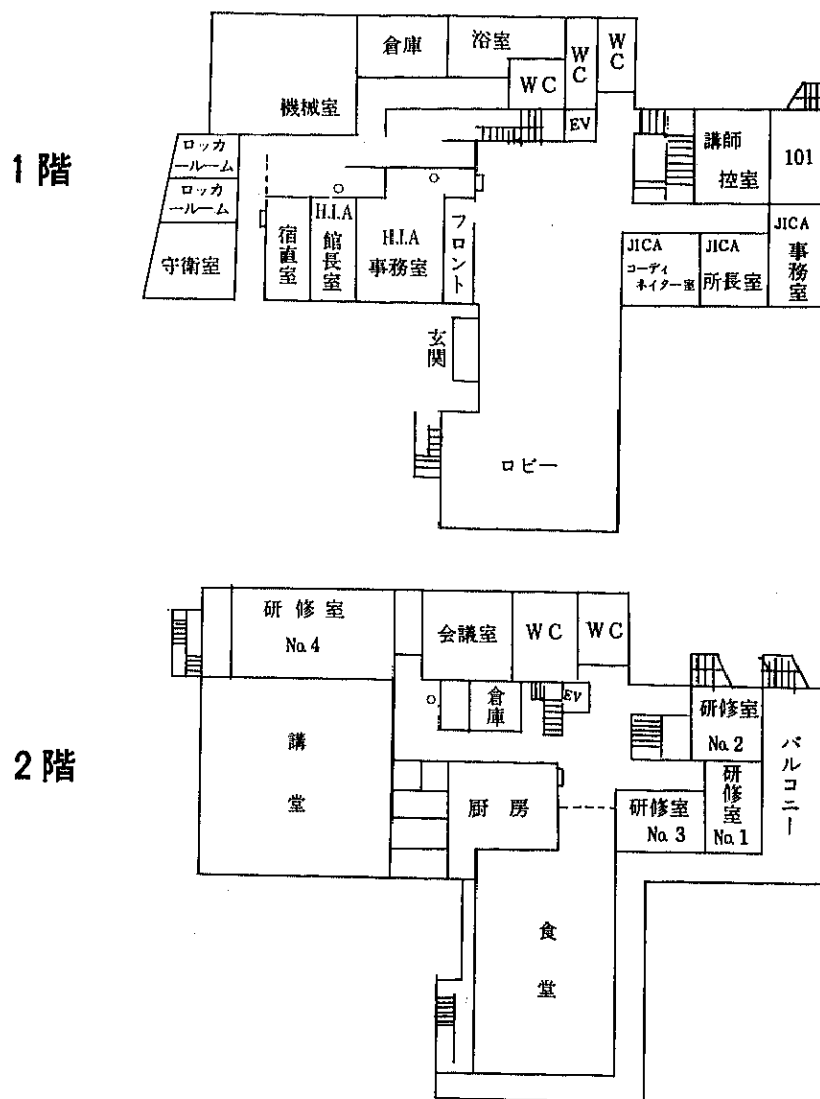 1階
倉庫
浴室
WC
WC
WC
機械室
EV
ロッカールーム
ロッカールーム
守衛室
宿直室
H.I.A
館長室
H.I.A
事務室
フロント
講師
控室
101
JICA
コーディ
ネイター室
JICA
所長室
JICA
事務室
玄関
ロビー
2階
研修室
No.4
会議室
WC
WC
倉庫
EV
研修室
No.2
講堂
厨房
研修室
No.3
研修室
No.1
バルコニー
食堂